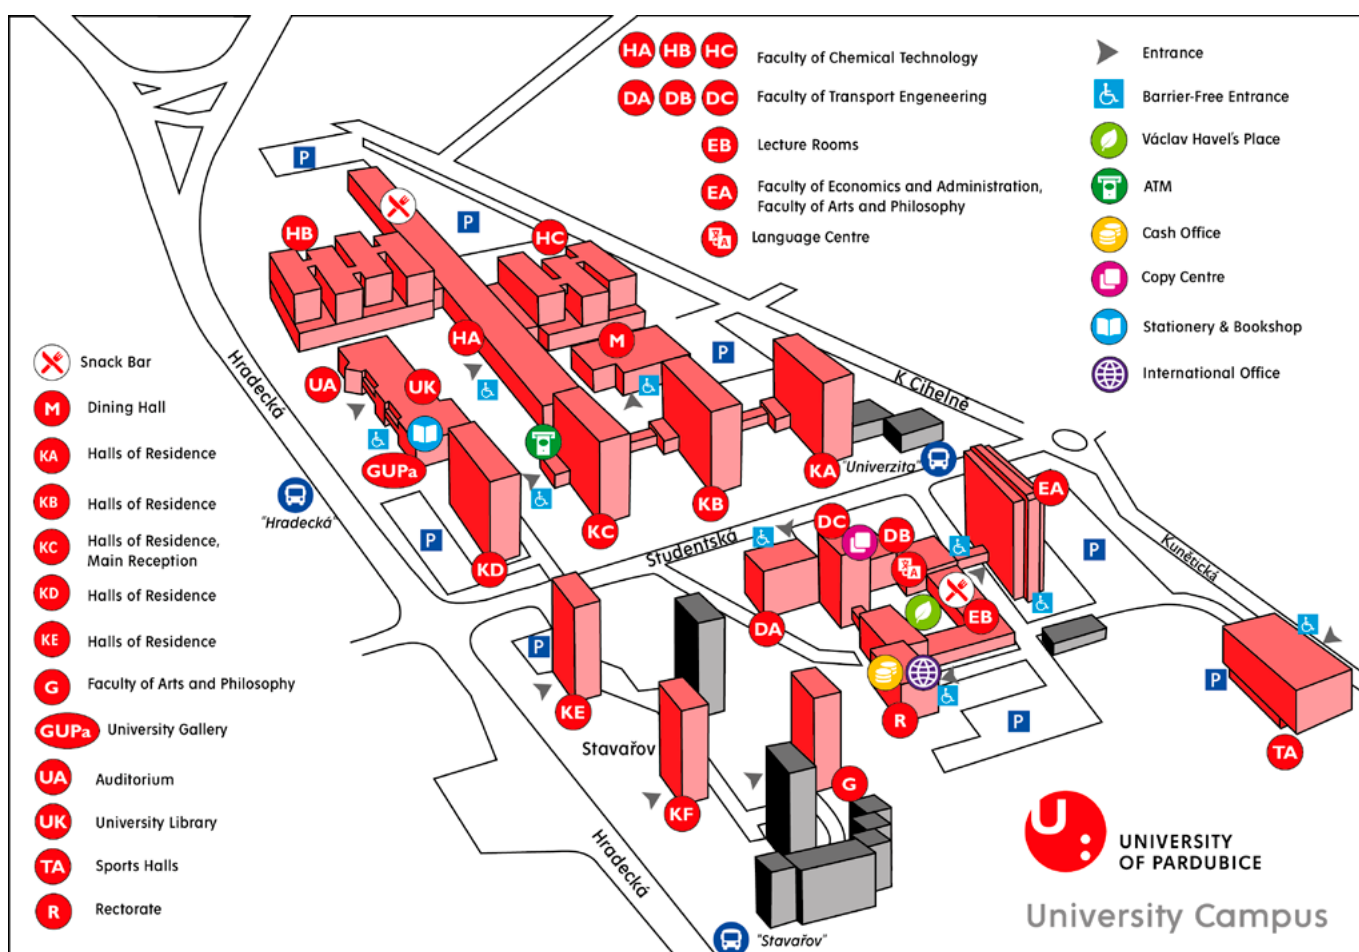 HA HB HC Faculty of Chemical Technology
DA DB DC Faculty of Transport Engeneering
EB Lecture Rooms
EA Faculty of Economics and Administration,
Faculty of Arts and Philosophy
Language Centre
Entrance
Barrier-Free Entrance
Václav Havel's Place
ATM
Cash Office
Copy Centre
Stationery & Bookshop
International Office
Snack Bar
M Dining Hall
KA Halls of Residence
KB Halls of Residence
KC Halls of Residence,
Main Reception
KD Halls of Residence
KE Halls of Residence
G Faculty of Arts and Philosophy
GUPa University Gallery
UA Auditorium
UK University Library
TA Sports Halls
R Rectorate
P
P
HB
HC
HA
M
P
UA
UK
Hradecká
K Cihelně
GUPa
KA
"Univerzita"
EA
KB
"Hradecká"
P
KC
KD
Studentská
DC
DB
P
Kunětická
DA
EB
P
KE
P
R
P
Stavařov
TA
G
KF
Hradecká
"Stavařov"
U:
UNIVERSITY
OF PARDUBICE
University Campus